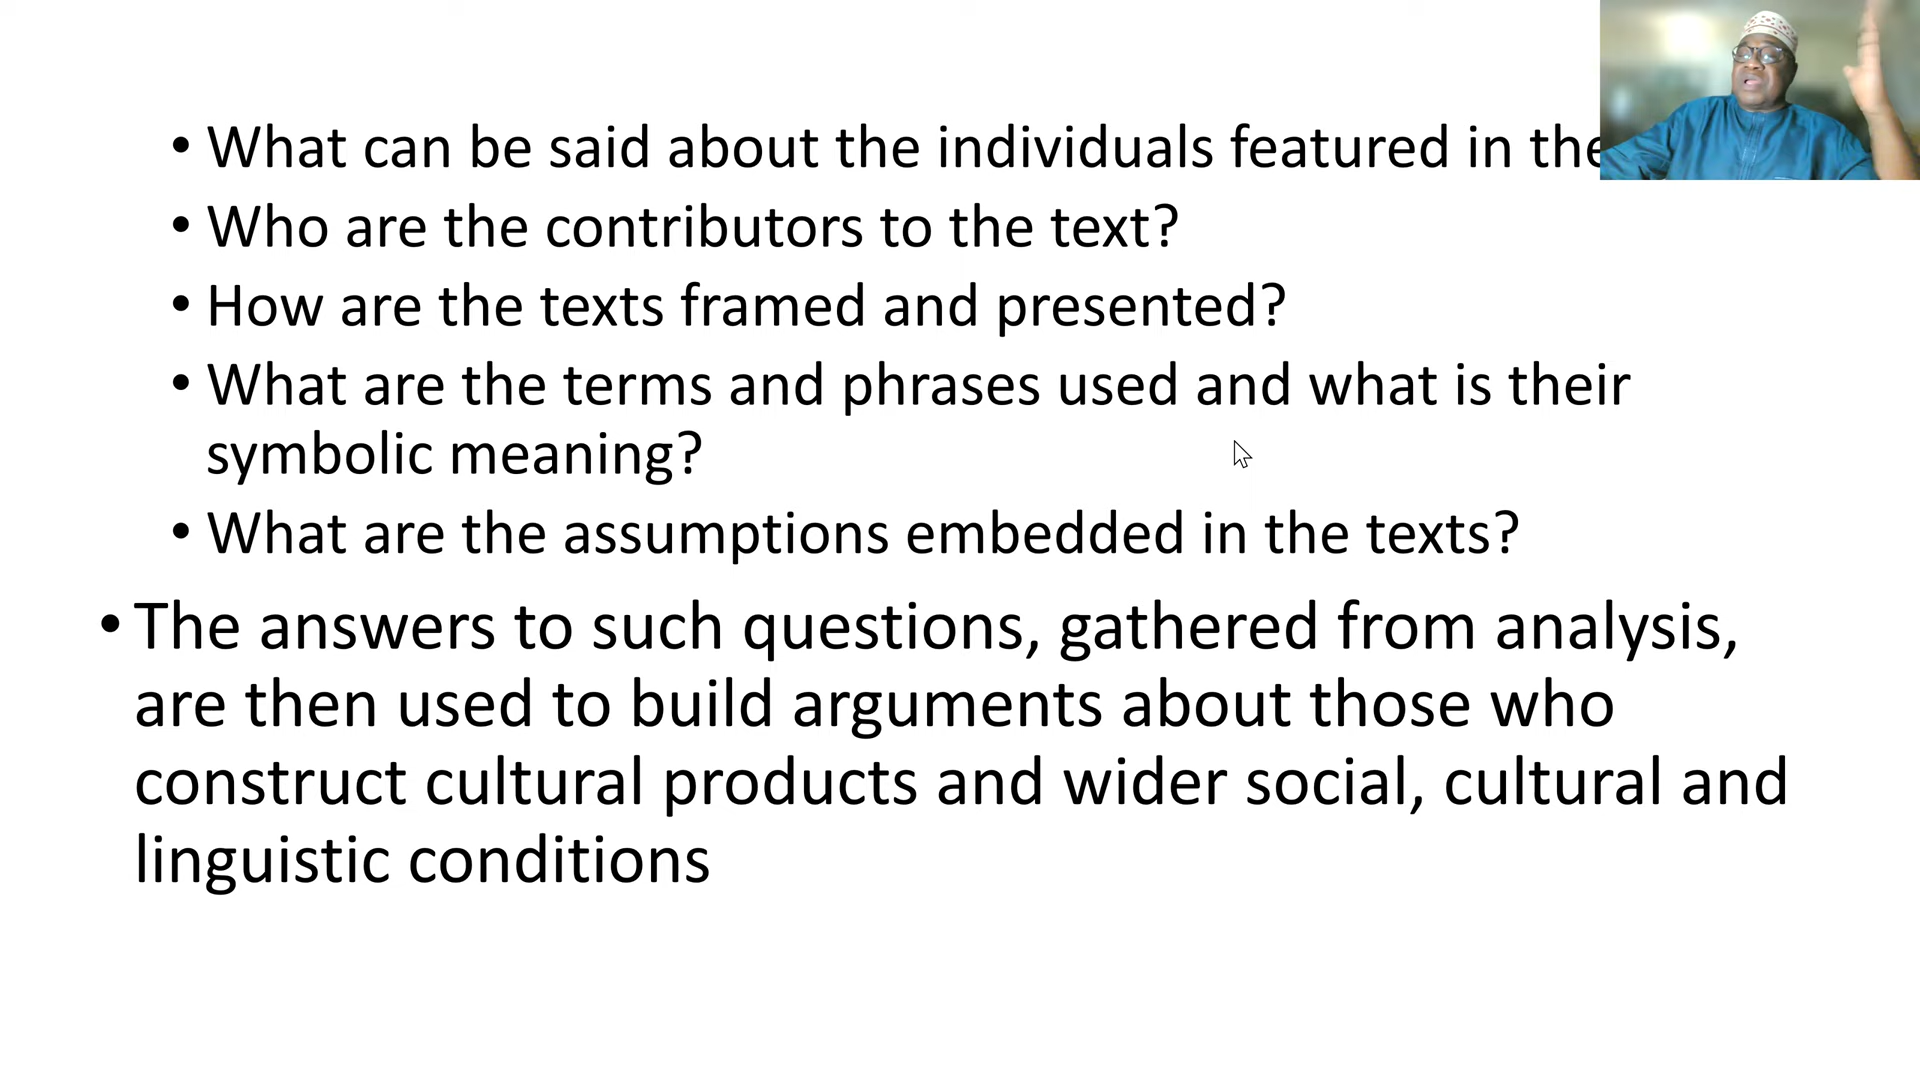 • What can be said about the individuals featured in the
• Who are the contributors to the text?
• How are the texts framed and presented?
• What are the terms and phrases used and what is their
symbolic meaning?
• What are the assumptions embedded in the texts?
• The answers to such questions, gathered from analysis,
are then used to build arguments about those who
construct cultural products and wider social, cultural and
linguistic conditions